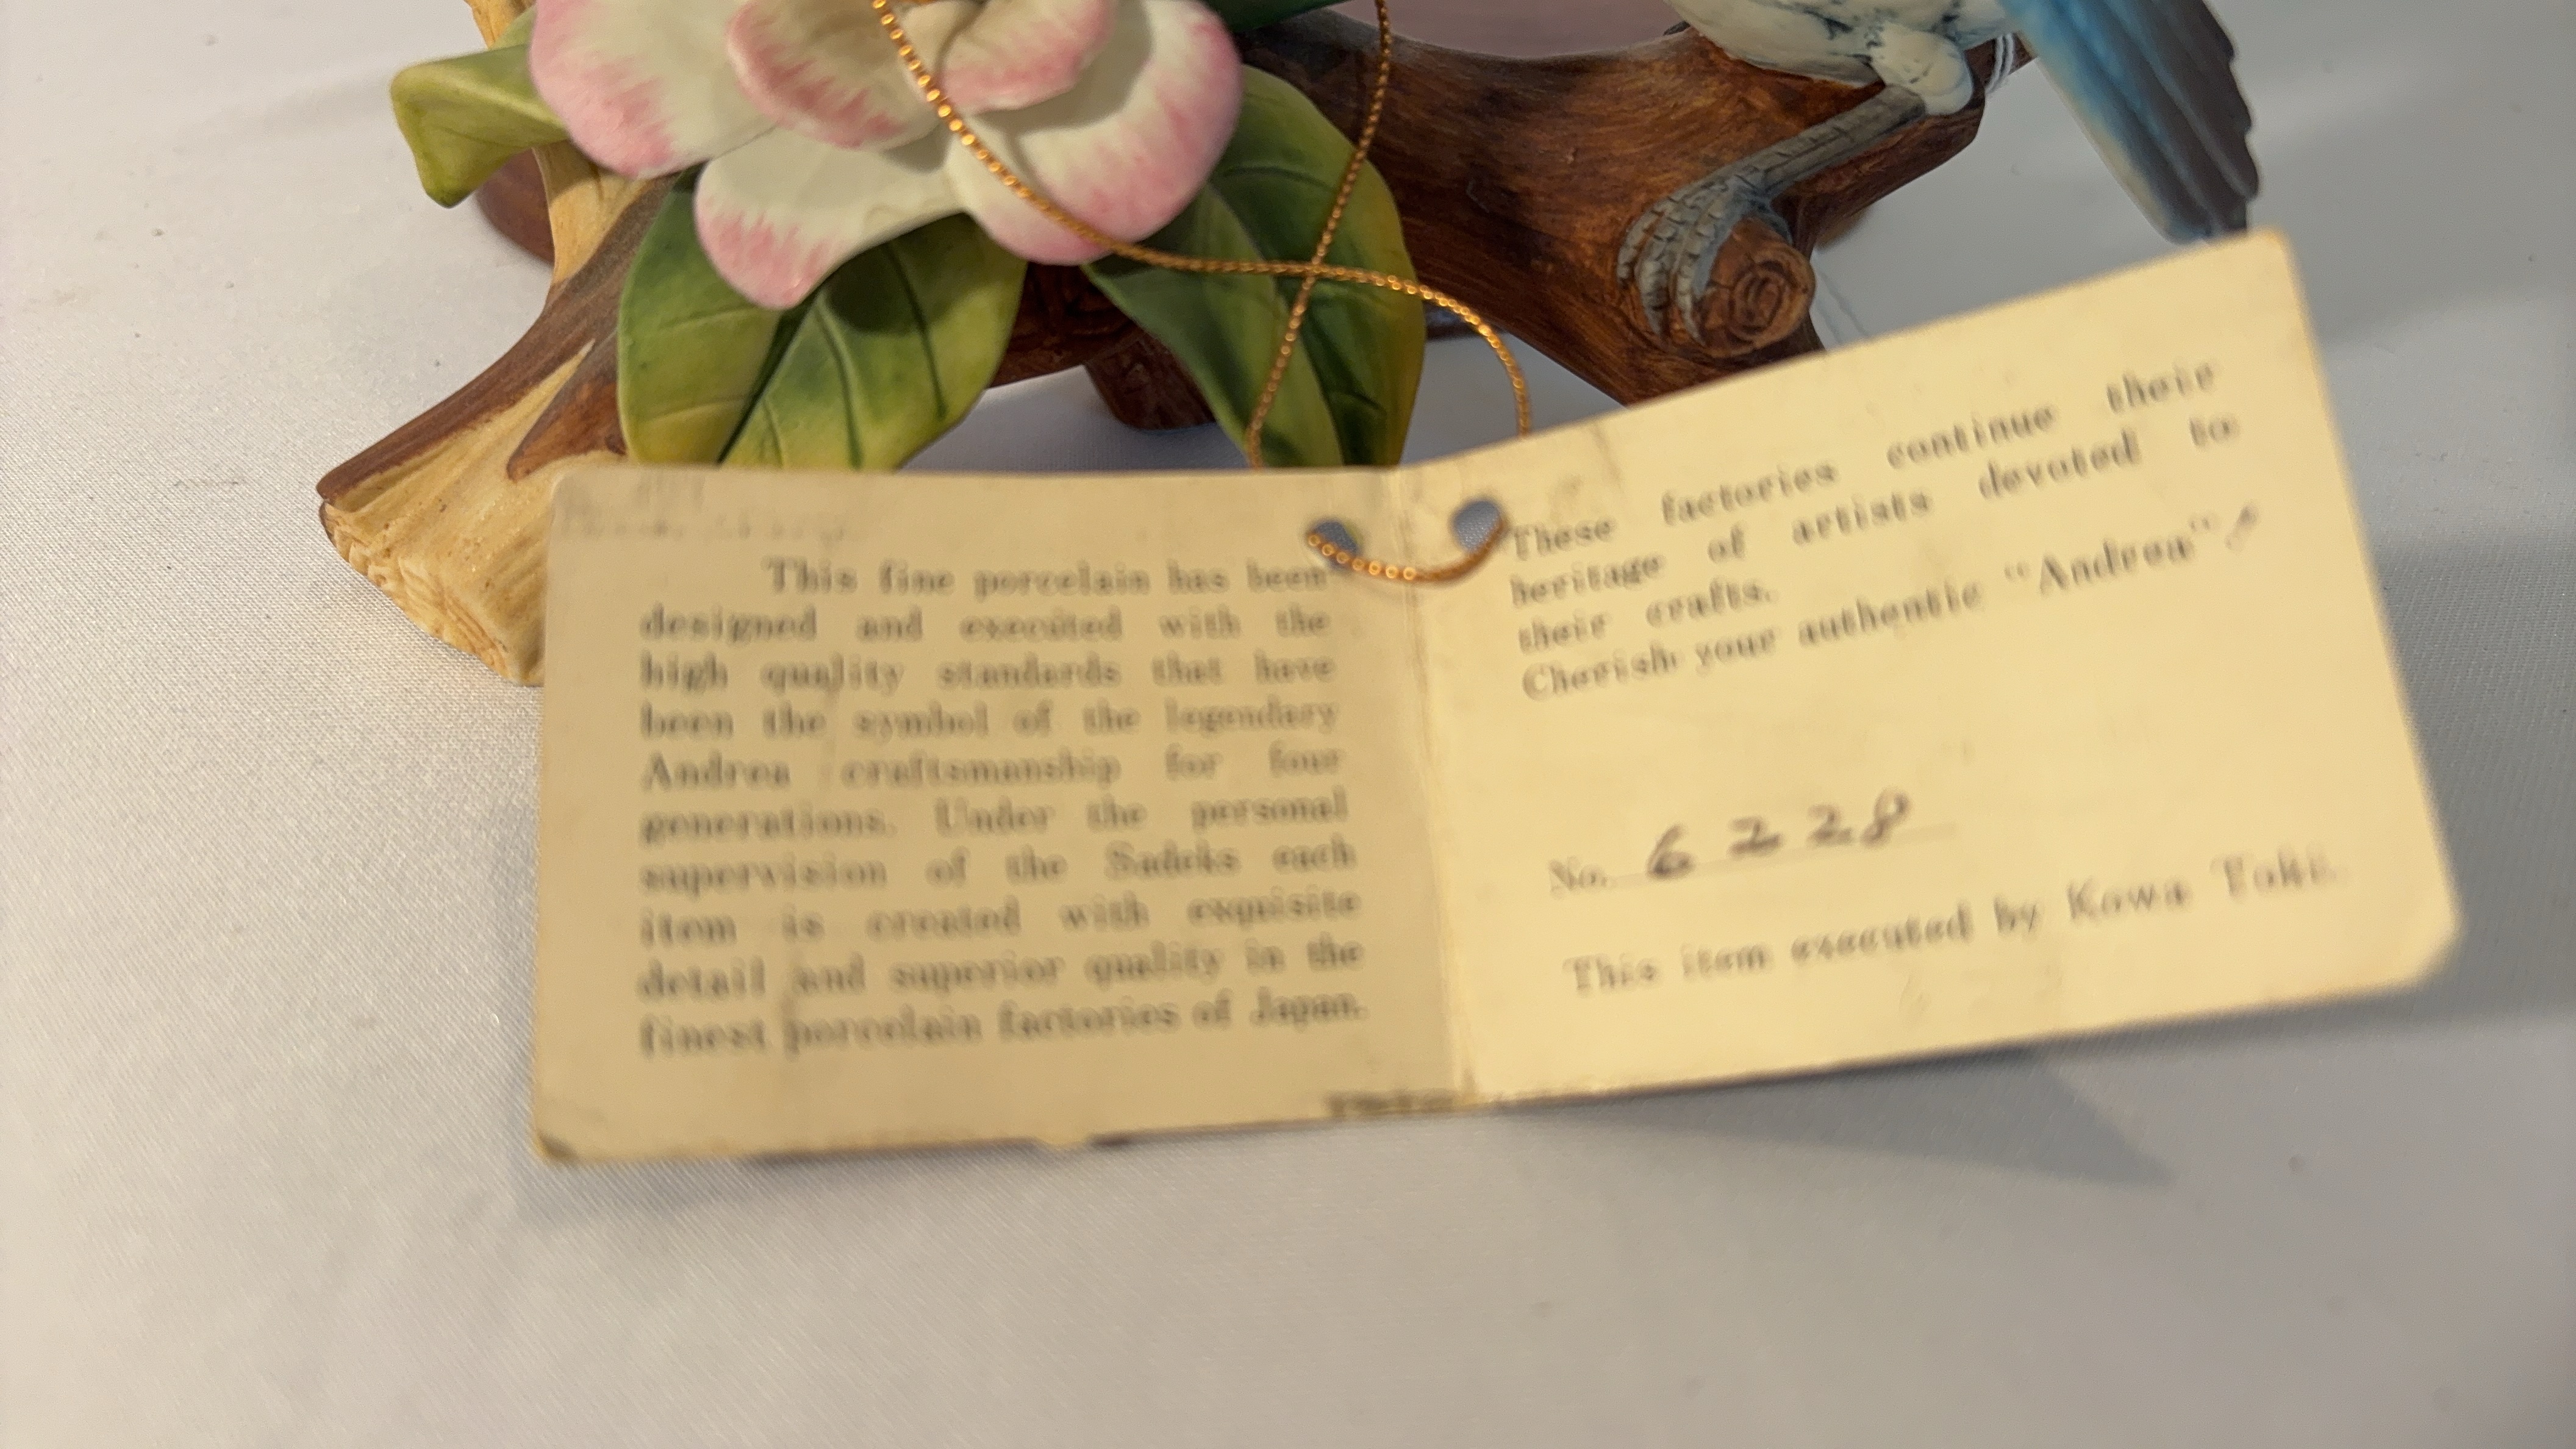 This fine porcelain has been
designed and executed with the
high quality standards that have
been the symbol of the legendary
Andrea craftsmanship for four
generations. Under the personal
supervision of the Sadeks each
item is created with exquisite
detail and superior quality in the
finest porcelain factories of Japan.
These factories continue their
heritage of artists devoted to
their crafts.
Cherish your authentic "Andrea"
No. 6228
This item executed by Kowa Toki.